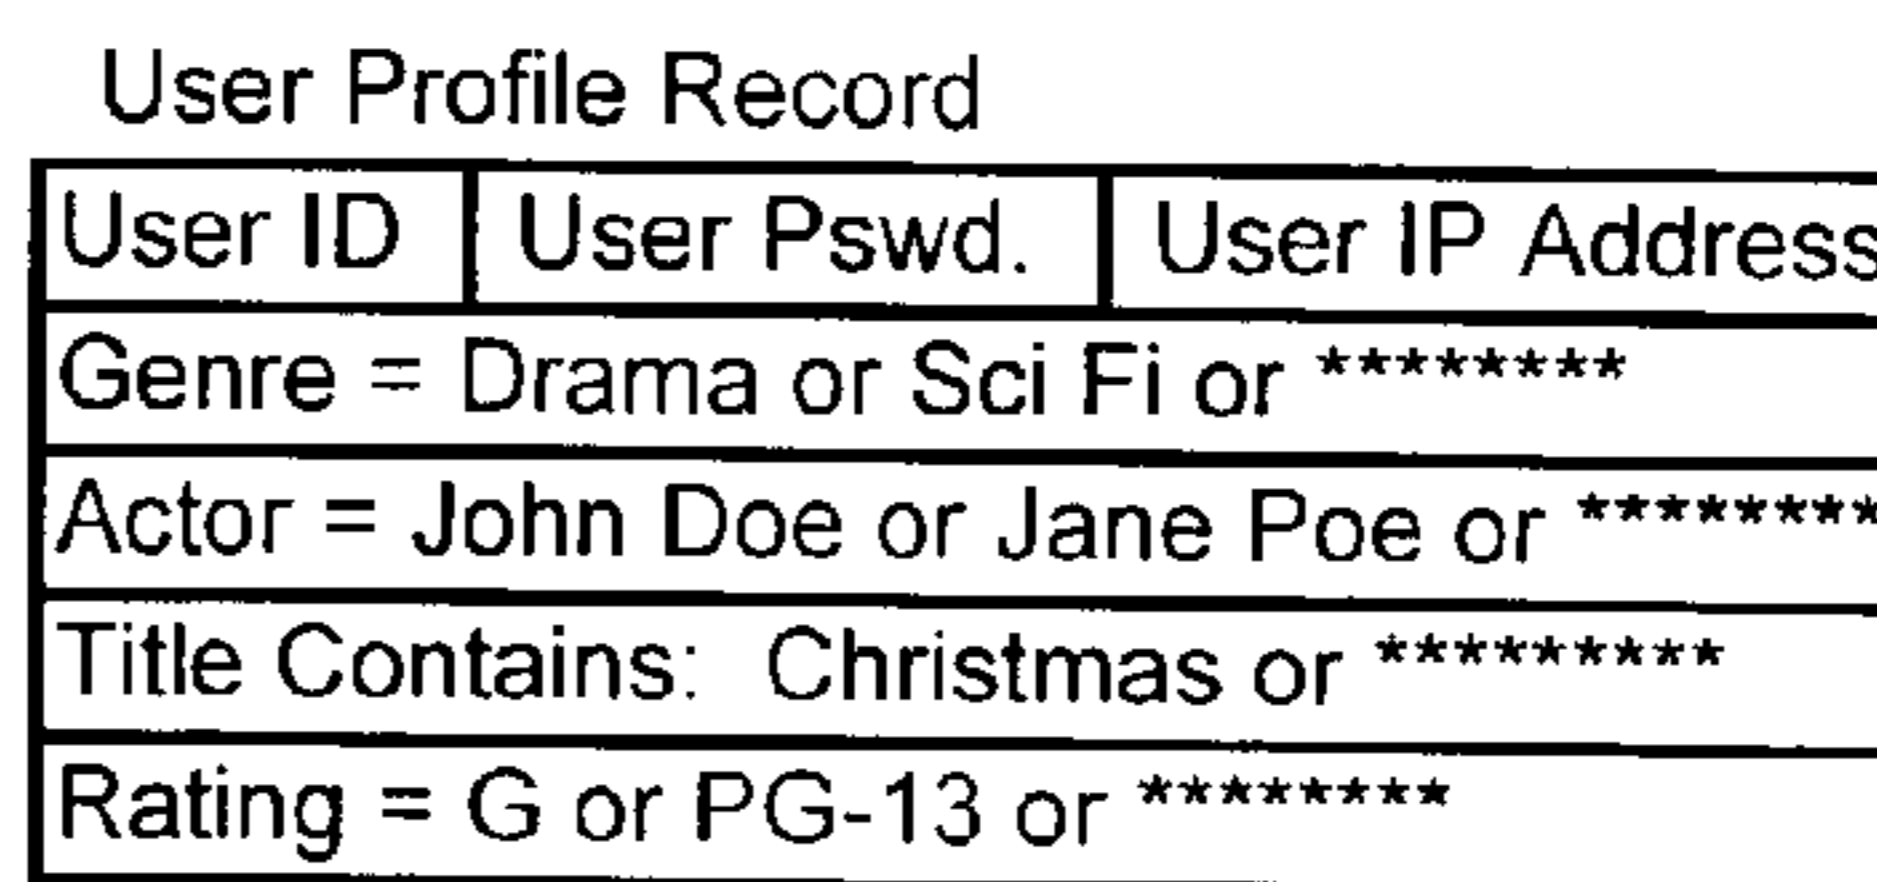 User Profile Record
User ID User Pswd. User IP Address
Genre = Drama or Sci Fi or ********
Actor = John Doe or Jane Poe or ********
Title Contains: Christmas or *********
Rating = G or PG-13 or ********